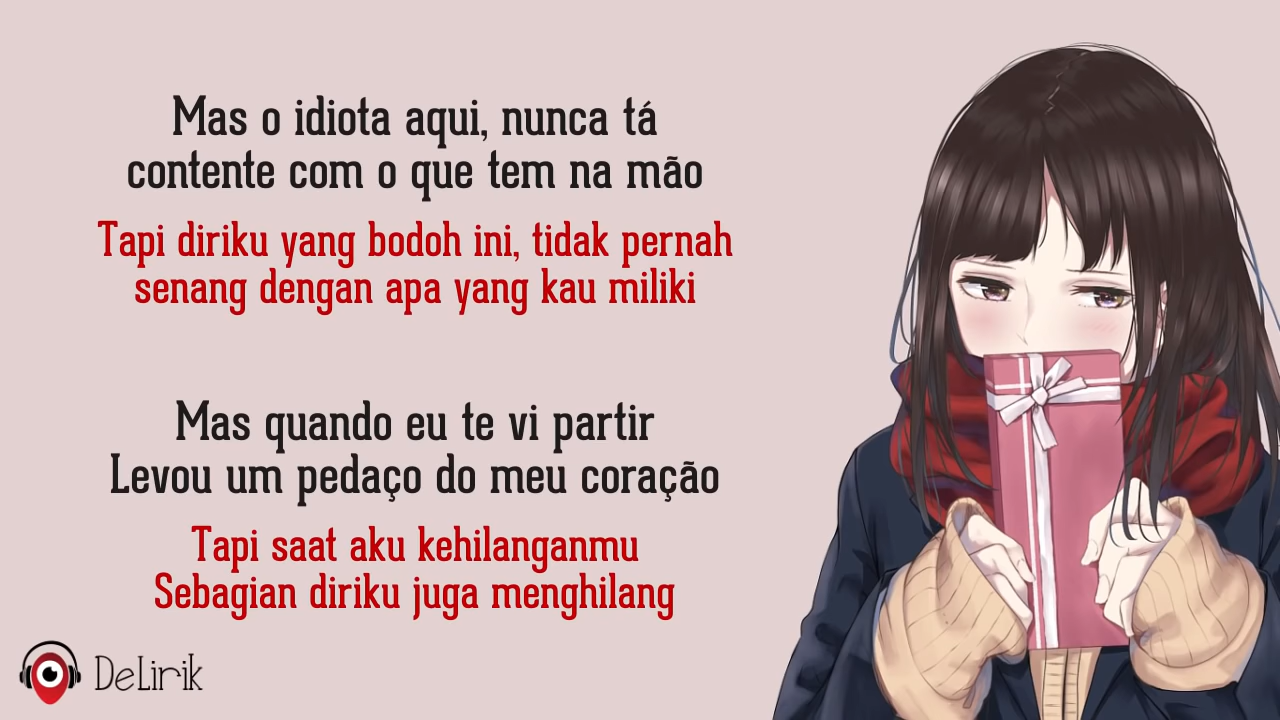 Mas o idiota aqui, nunca tá
contente com o que tem na mão
Tapi diriku yang bodoh ini, tidak pernah
senang dengan apa yang kau miliki
Mas quando eu te vi partir
Levou um pedaço do meu coração
Tapi saat aku kehilanganmu
Sebagian diriku juga menghilang
DeLirik